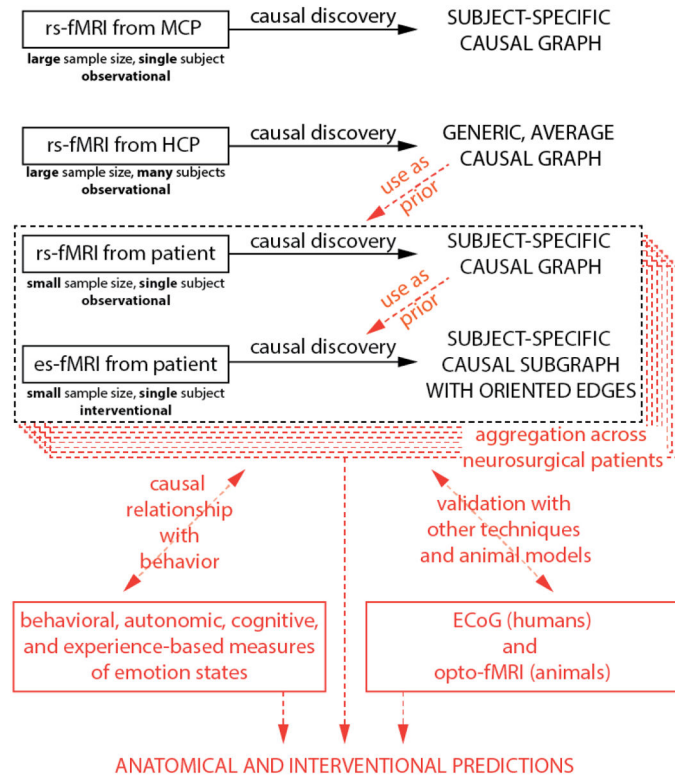 rs-fMRI from MCP
causal discovery
SUBJECT-SPECIFIC
CAUSAL GRAPH
large sample size, single subject
observational
rs-fMRI from HCP
causal discovery
GENERIC, AVERAGE
CAUSAL GRAPH
large sample size, many subjects
observational
use as
prior
rs-fMRI from patient
causal discovery
SUBJECT-SPECIFIC
CAUSAL GRAPH
small sample size, single subject
observational
use as
prior
es-fMRI from patient
causal discovery
SUBJECT-SPECIFIC
CAUSAL SUBGRAPH
WITH ORIENTED EDGES
small sample size, single subject
interventional
aggregation across
neurosurgical patients
causal
relationship
with
behavior
validation with
other techniques
and animal models
behavioral, autonomic, cognitive,
and experience-based measures
of emotion states
ECoG (humans)
and
opto-fMRI (animals)
ANATOMICAL AND INTERVENTIONAL PREDICTIONS